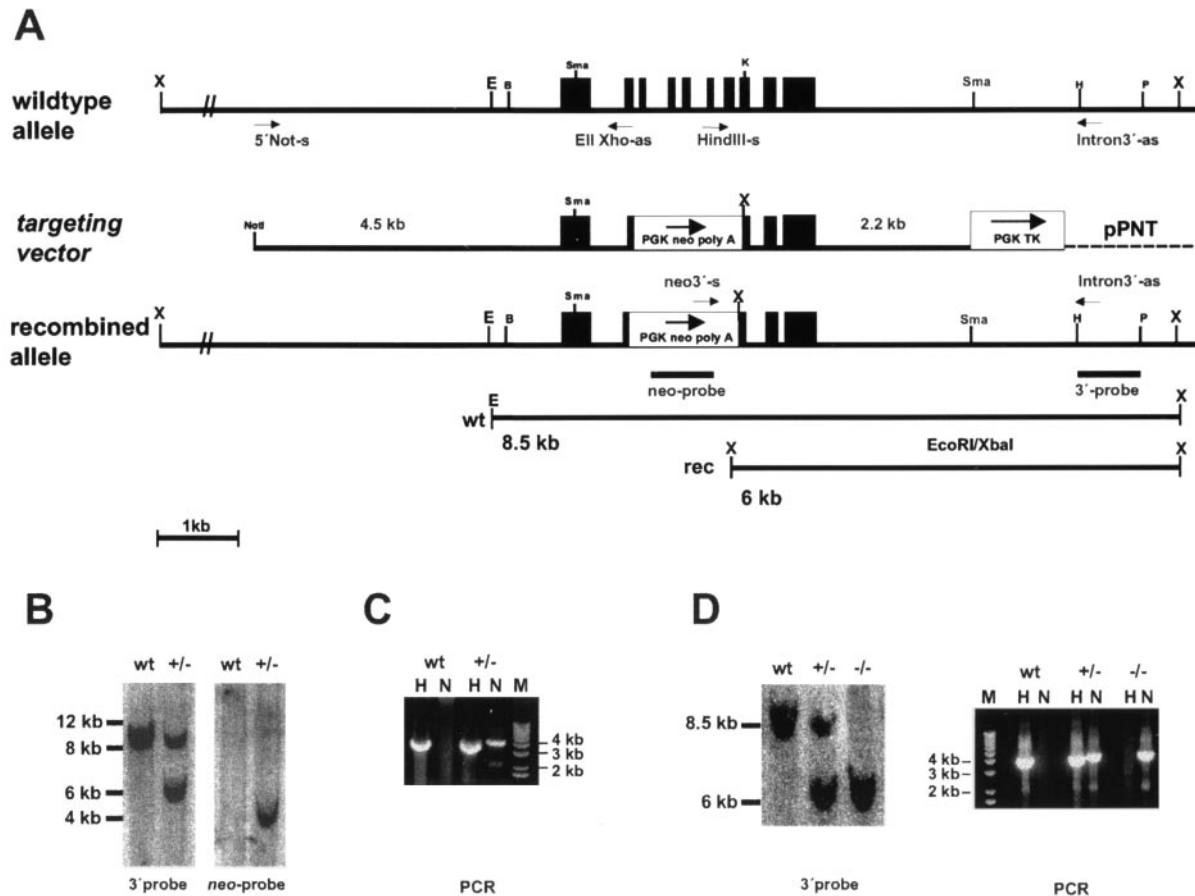 A
X E B Sma K Sma H P X
wildtype allele
5´Not-s EII Xho-as HindIII-s Intron3´-as
targeting vector
NotI 4.5 kb Sma PGK neo poly A X 2.2 kb PGK TK pPNT
neo3´-s Intron3´-as
recombined allele
X E B Sma PGK neo poly A X Sma H P X
neo-probe 3´-probe
wt E X
8.5 kb
rec X EcoRI/XbaI X
6 kb
1kb
B
wt +/- wt +/-
12 kb
8 kb
6 kb
4 kb
3´probe neo-probe
C
wt +/-
H N H N M
4 kb
3 kb
2 kb
PCR
D
wt +/- -/-
8.5 kb
6 kb
3´probe
wt +/- -/-
M H N H N H N
4 kb
3 kb
2 kb
PCR